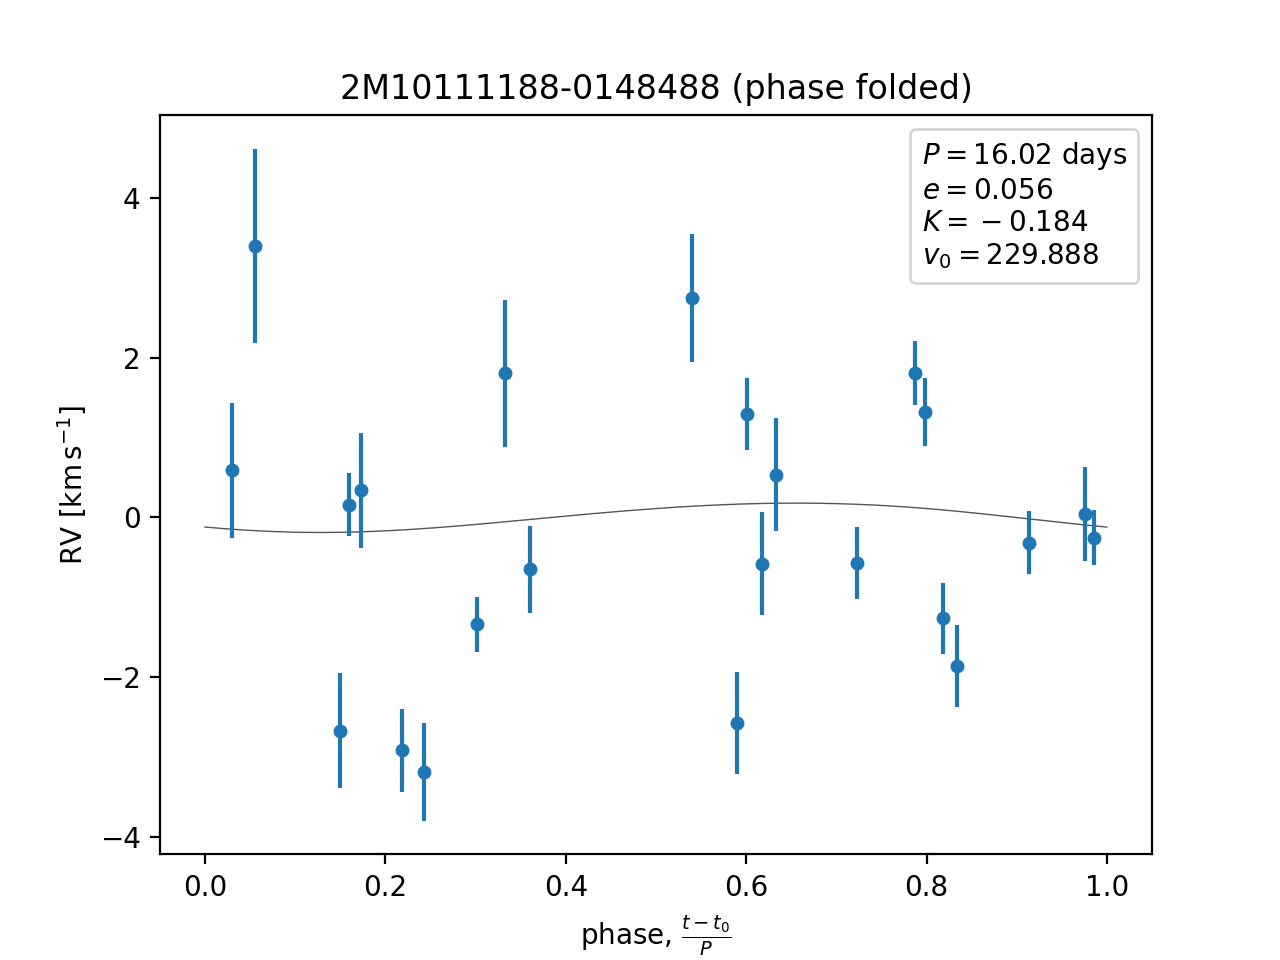 2M10111188-0148488 (phase folded)
P = 16.02 days
e = 0.056
K = −0.184
v₀ = 229.888
RV [km s⁻¹]
4
2
0
−2
−4
0.0 0.2 0.4 0.6 0.8 1.0
phase, (t − t₀)/P